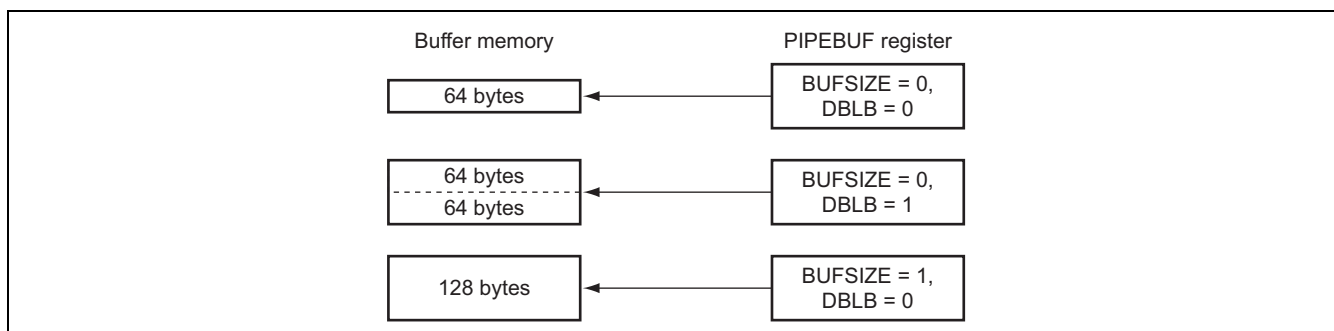 Buffer memory
PIPEBUF register
64 bytes
BUFSIZE = 0,
DBLB = 0
64 bytes
64 bytes
BUFSIZE = 0,
DBLB = 1
128 bytes
BUFSIZE = 1,
DBLB = 0